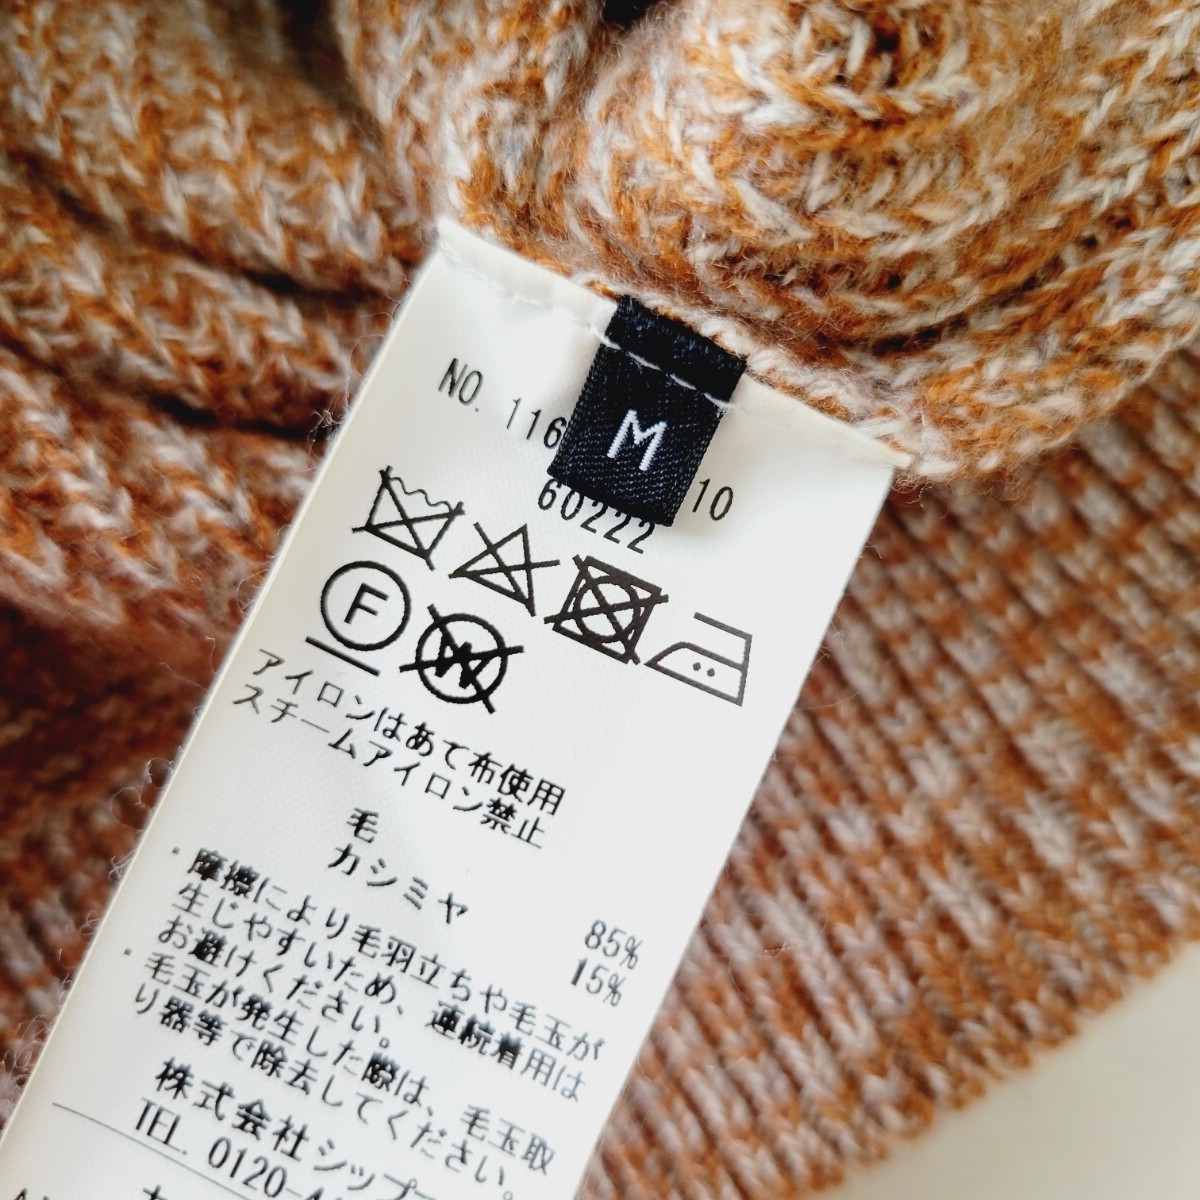 M
NO. 116 10
60222
F
W
アイロンはあて布使用
スチームアイロン禁止
毛 85%
カシミヤ 15%
・摩擦により毛羽立ちや毛玉が
生じやすいため、連続着用は
お避けください。
・毛玉が発生した際は、毛玉取
り器等で除去してください。
株式会社シップ
TEL. 0120-4